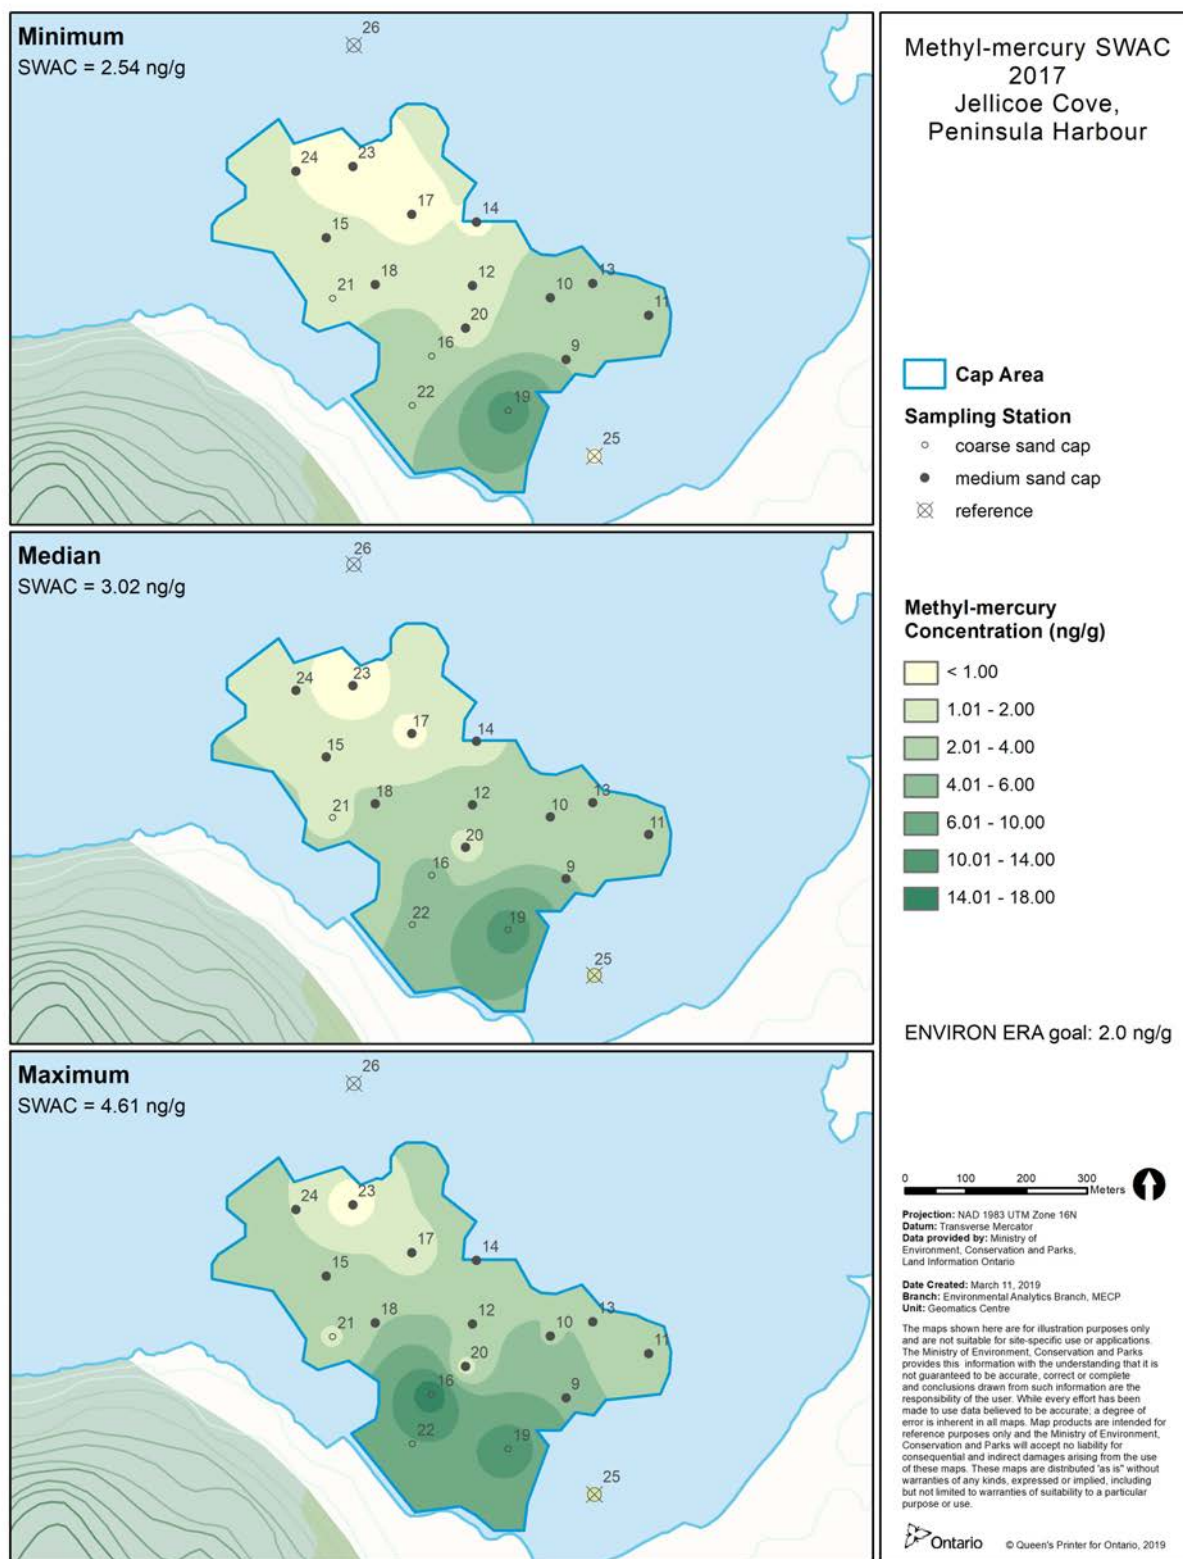 Minimum
SWAC = 2.54 ng/g
26
24
23
17
14
15
21
18
12
10
13
11
20
16
9
22
19
25
Median
SWAC = 3.02 ng/g
26
24
23
17
14
15
21
18
12
10
13
11
20
16
9
22
19
25
Maximum
SWAC = 4.61 ng/g
26
24
23
17
14
15
21
18
12
10
13
11
20
16
9
22
19
25
Methyl-mercury SWAC
2017
Jellicoe Cove,
Peninsula Harbour
Cap Area
Sampling Station
coarse sand cap
medium sand cap
reference
Methyl-mercury
Concentration (ng/g)
< 1.00
1.01 - 2.00
2.01 - 4.00
4.01 - 6.00
6.01 - 10.00
10.01 - 14.00
14.01 - 18.00
ENVIRON ERA goal: 2.0 ng/g
0 100 200 300
Meters
Projection: NAD 1983 UTM Zone 16N
Datum: Transverse Mercator
Data provided by: Ministry of
Environment, Conservation and Parks,
Land Information Ontario
Date Created: March 11, 2019
Branch: Environmental Analytics Branch, MECP
Unit: Geomatics Centre
The maps shown here are for illustration purposes only
and are not suitable for site-specific use or applications.
The Ministry of Environment, Conservation and Parks
provides this information with the understanding that it is
not guaranteed to be accurate, correct or complete
and conclusions drawn from such information are the
responsibility of the user. While every effort has been
made to use data believed to be accurate; a degree of
error is inherent in all maps. Map products are intended for
reference purposes only and the Ministry of Environment,
Conservation and Parks will accept no liability for
consequential and indirect damages arising from the use
of these maps. These maps are distributed 'as is" without
warranties of any kinds, expressed or implied, including
but not limited to warranties of suitability to a particular
purpose or use.
Ontario © Queen's Printer for Ontario, 2019